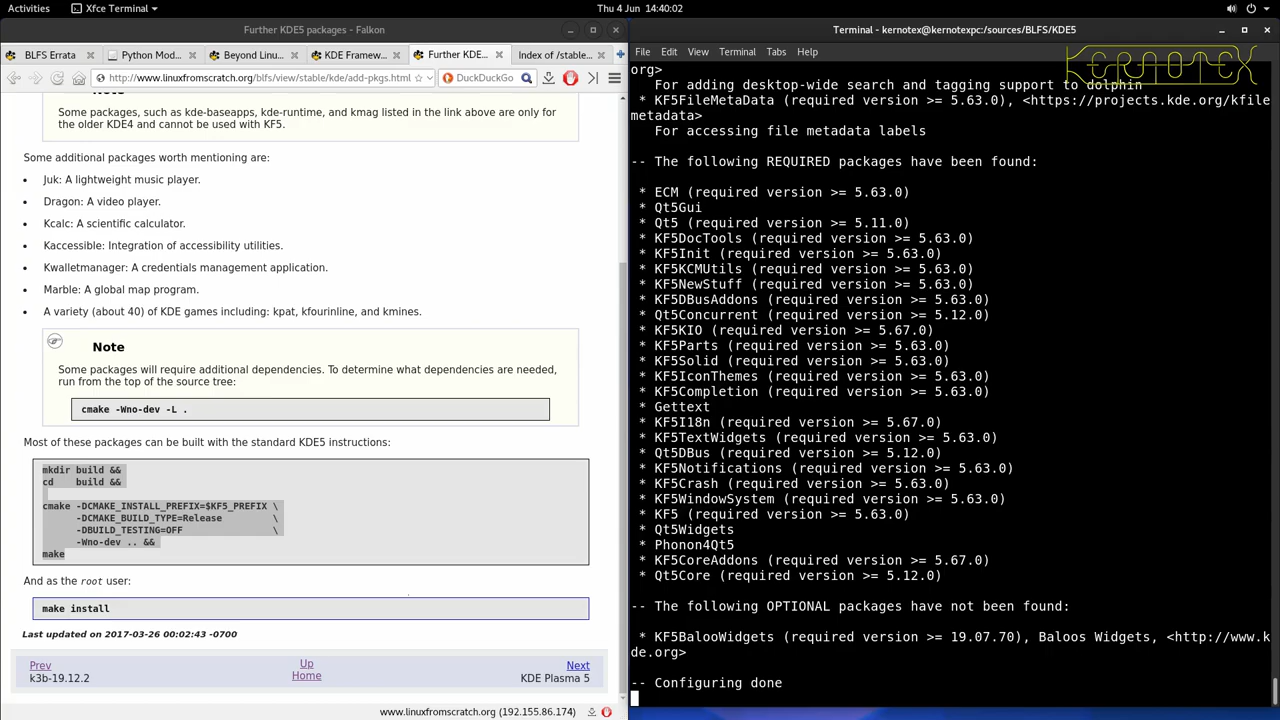 Activities
Xfce Terminal
Thu 4 Jun 14:40:02
Further KDE5 packages - Falkon
BLFS Errata
Python Mod...
Beyond Linu...
KDE Framew...
Further KDE...
Index of /stable...
http://www.linuxfromscratch.org/blfs/view/stable/kde/add-pkgs.html
DuckDuckGo
Note
Some packages, such as kde-baseapps, kde-runtime, and kmag listed in the link above are only for
the older KDE4 and cannot be used with KF5.
Some additional packages worth mentioning are:
Juk: A lightweight music player.
Dragon: A video player.
Kcalc: A scientific calculator.
Kaccessible: Integration of accessibility utilities.
Kwalletmanager: A credentials management application.
Marble: A global map program.
A variety (about 40) of KDE games including: kpat, kfourinline, and kmines.
Note
Some packages will require additional dependencies. To determine what dependencies are needed,
run from the top of the source tree:
cmake -Wno-dev -L .
Most of these packages can be built with the standard KDE5 instructions:
mkdir build &&
cd    build &&
cmake -DCMAKE_INSTALL_PREFIX=$KF5_PREFIX \
-DCMAKE_BUILD_TYPE=Release         \
-DBUILD_TESTING=OFF                \
-Wno-dev .. &&
make
And as the root user:
make install
Last updated on 2017-03-26 00:02:43 -0700
Prev
k3b-19.12.2
Up
Home
Next
KDE Plasma 5
www.linuxfromscratch.org (192.155.86.174)
Terminal - kernotex@kernotexpc:/sources/BLFS/KDE5
File Edit View Terminal Tabs Help
KERNOTEX
org>
For adding desktop-wide search and tagging support to dolphin
* KF5FileMetaData (required version >= 5.63.0), <https://projects.kde.org/kfile
metadata>
For accessing file metadata labels
-- The following REQUIRED packages have been found:
* ECM (required version >= 5.63.0)
* Qt5Gui
* Qt5 (required version >= 5.11.0)
* KF5DocTools (required version >= 5.63.0)
* KF5Init (required version >= 5.63.0)
* KF5KCMUtils (required version >= 5.63.0)
* KF5NewStuff (required version >= 5.63.0)
* KF5DBusAddons (required version >= 5.63.0)
* Qt5Concurrent (required version >= 5.12.0)
* KF5KIO (required version >= 5.67.0)
* KF5Parts (required version >= 5.63.0)
* KF5Solid (required version >= 5.63.0)
* KF5IconThemes (required version >= 5.63.0)
* KF5Completion (required version >= 5.63.0)
* Gettext
* KF5I18n (required version >= 5.67.0)
* KF5TextWidgets (required version >= 5.63.0)
* Qt5DBus (required version >= 5.12.0)
* KF5Notifications (required version >= 5.63.0)
* KF5Crash (required version >= 5.63.0)
* KF5WindowSystem (required version >= 5.63.0)
* KF5 (required version >= 5.63.0)
* Qt5Widgets
* Phonon4Qt5
* KF5CoreAddons (required version >= 5.67.0)
* Qt5Core (required version >= 5.12.0)
-- The following OPTIONAL packages have not been found:
* KF5BalooWidgets (required version >= 19.07.70), Baloos Widgets, <http://www.k
de.org>
-- Configuring done